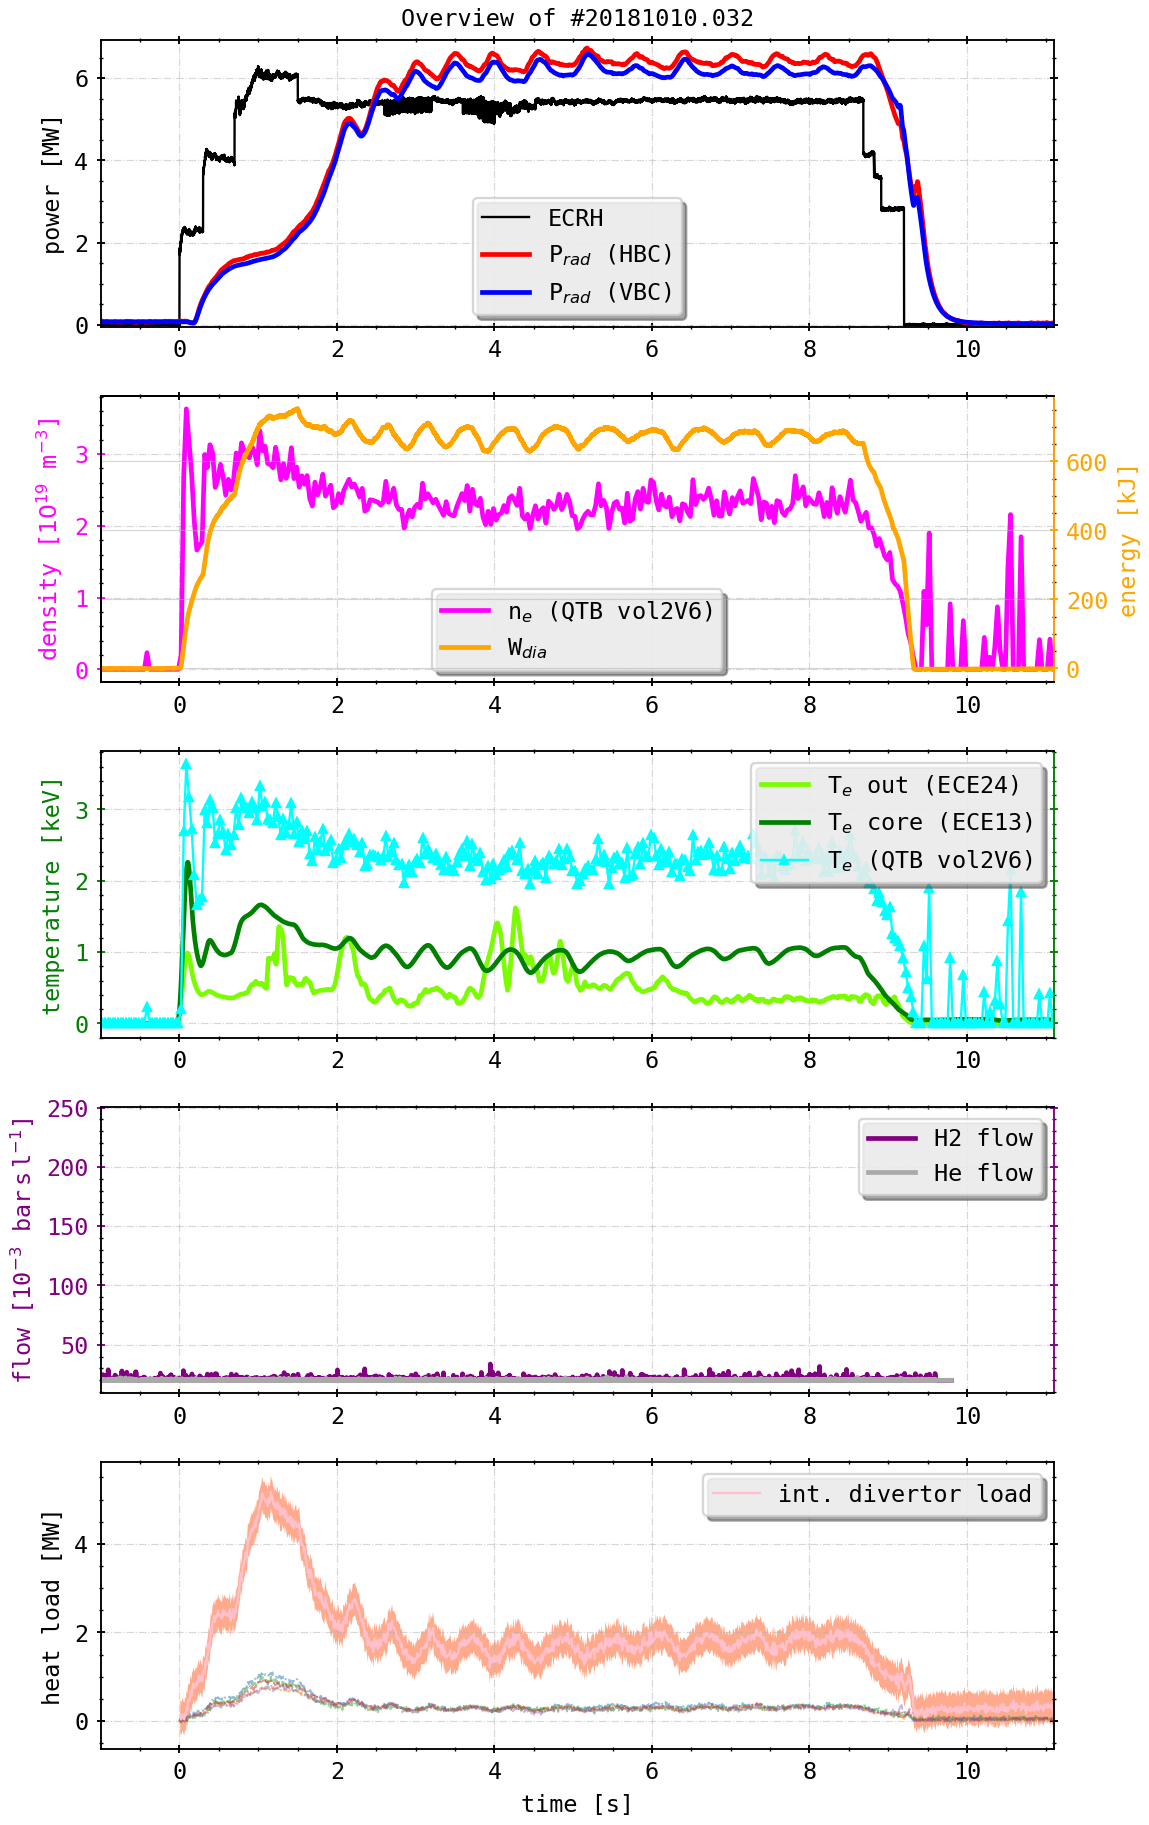 Overview of #20181010.032
power [MW]
6
4
2
0
ECRH
P_rad (HBC)
P_rad (VBC)
0 2 4 6 8 10
density [10^19 m^−3]
3
2
1
0
n_e (QTB vol2V6)
W_dia
600
400
200
0
energy [kJ]
0 2 4 6 8 10
temperature [keV]
3
2
1
0
T_e out (ECE24)
T_e core (ECE13)
T_e (QTB vol2V6)
0 2 4 6 8 10
flow [10^−3 bar s l^−1]
250
200
150
100
50
H2 flow
He flow
0 2 4 6 8 10
heat load [MW]
4
2
0
int. divertor load
0 2 4 6 8 10
time [s]